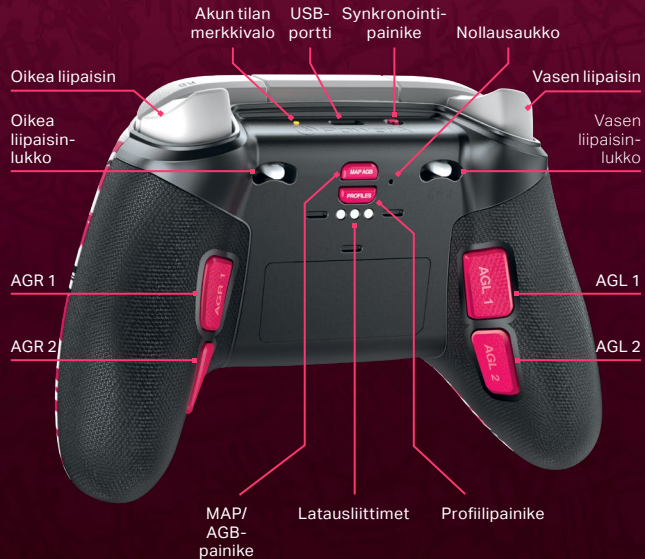 Akun tilan
merkkivalo
USB-
portti
Synkronointi-
painike
Nollausaukko
Oikea liipaisin
Vasen liipaisin
Oikea
liipaisin-
lukko
Vasen
liipaisin-
lukko
MAP AGB
PROFILES
AGR 1
AGR 1
AGL 1
AGL 1
AGR 2
AGL 2
AGL 2
MAP/
AGB-
painike
Latausliittimet
Profiilipainike